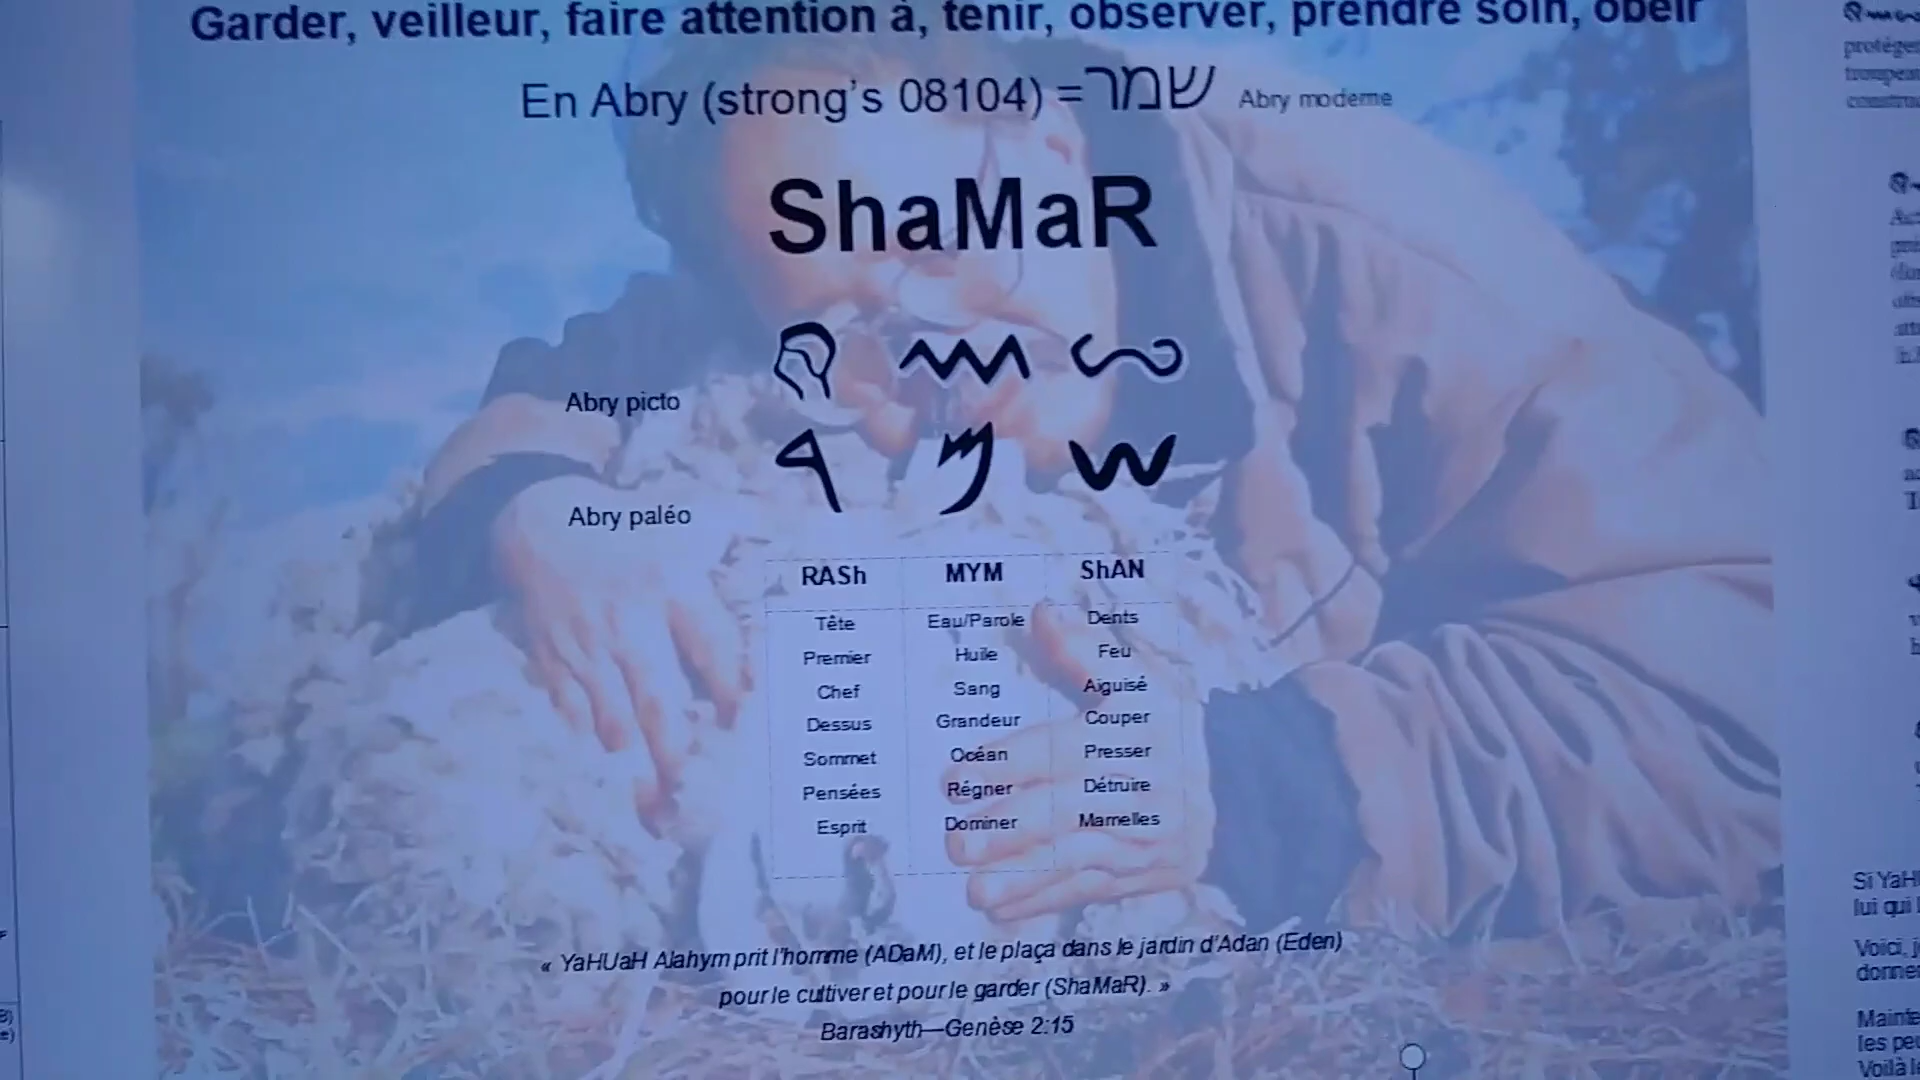 Garder, veilleur, faire attention à, tenir, observer, prendre soin, obéir
En Abry (strong's 08104) = שמר Abry moderne
ShaMaR
Abry picto
Abry paléo
RASh MYM ShAN
Tête Eau/Parole Dents
Premier Huile Feu
Chef Sang Aiguisé
Dessus Grandeur Couper
Sommet Océan Presser
Pensées Régner Détruire
Esprit Dominer Mamelles
« YaHUaH Alahym prit l'homme (ADaM), et le plaça dans le jardin d'Adan (Eden)
pour le cultiver et pour le garder (ShaMaR). »
Barashyth—Genèse 2:15
Si YaH
lui qui
Voici,
les
Voilà